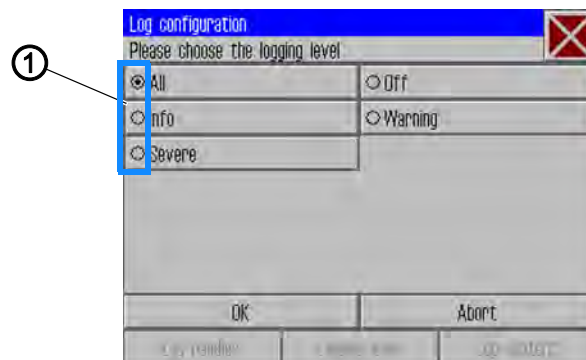 Log configuration
Please choose the logging level
1
All Off
Info Warning
Severe
OK Abort